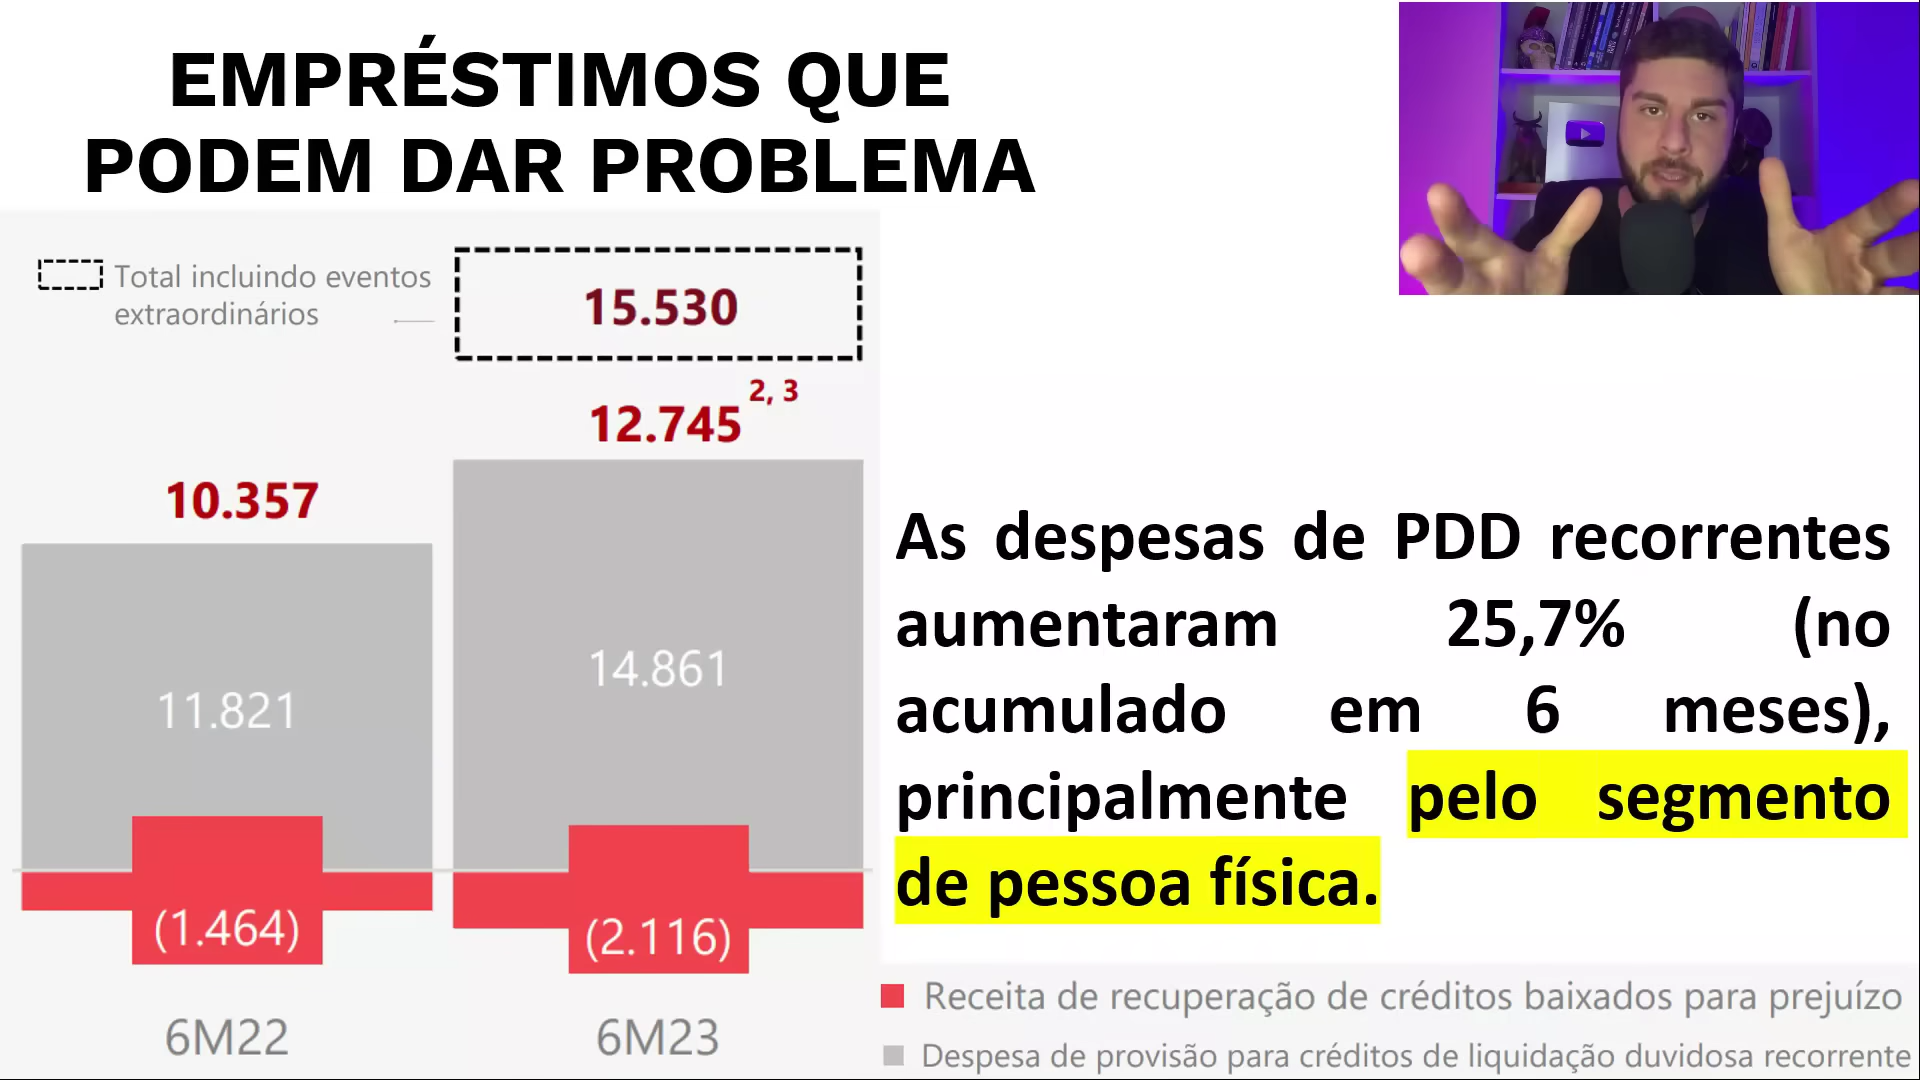 EMPRÉSTIMOS QUE
PODEM DAR PROBLEMA
Total incluindo eventos
extraordinários
15.530
12.745 2, 3
10.357
14.861
11.821
(1.464)
(2.116)
6M22
6M23
As despesas de PDD recorrentes
aumentaram 25,7% (no
acumulado em 6 meses),
principalmente pelo segmento
de pessoa física.
Receita de recuperação de créditos baixados para prejuízo
Despesa de provisão para créditos de liquidação duvidosa recorrente